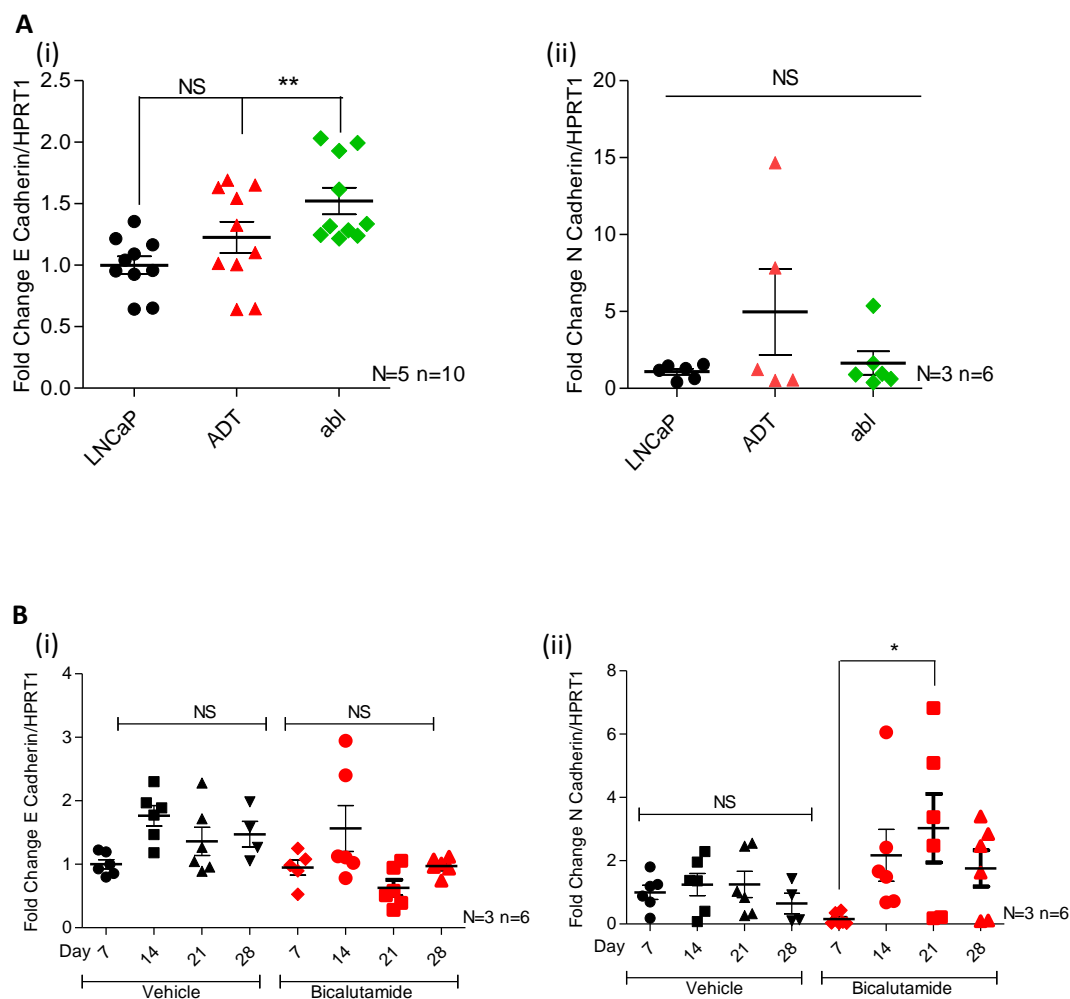 A
(i)
Fold Change E Cadherin/HPRT1
2.5
2.0
1.5
1.0
0.5
0.0
NS
**
N=5 n=10
LNCaP
ADT
abl
(ii)
Fold Change N Cadherin/HPRT1
20
15
10
5
0
NS
N=3 n=6
LNCaP
ADT
abl
B
(i)
Fold Change E Cadherin/HPRT1
4
3
2
1
0
NS
NS
N=3 n=6
Day
7
14
21
28
7
14
21
28
Vehicle
Bicalutamide
(ii)
Fold Change N Cadherin/HPRT1
8
6
4
2
0
NS
*
N=3 n=6
Day
7
14
21
28
7
14
21
28
Vehicle
Bicalutamide